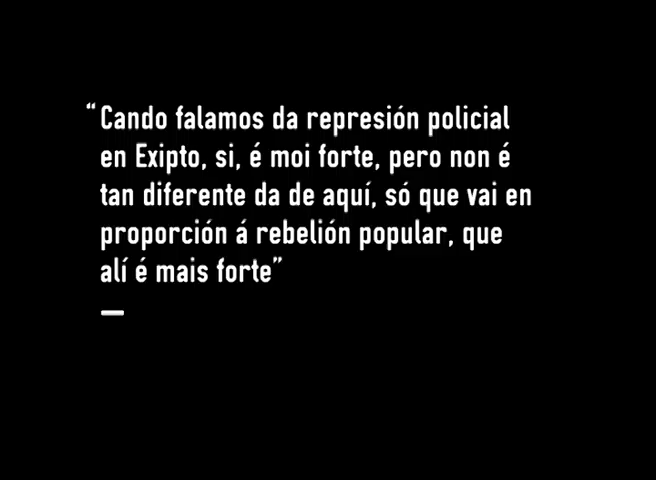 “Cando falamos da represión policial
en Exipto, si, é moi forte, pero non é
tan diferente da de aquí, só que vai en
proporción á rebelión popular, que
alí é mais forte”